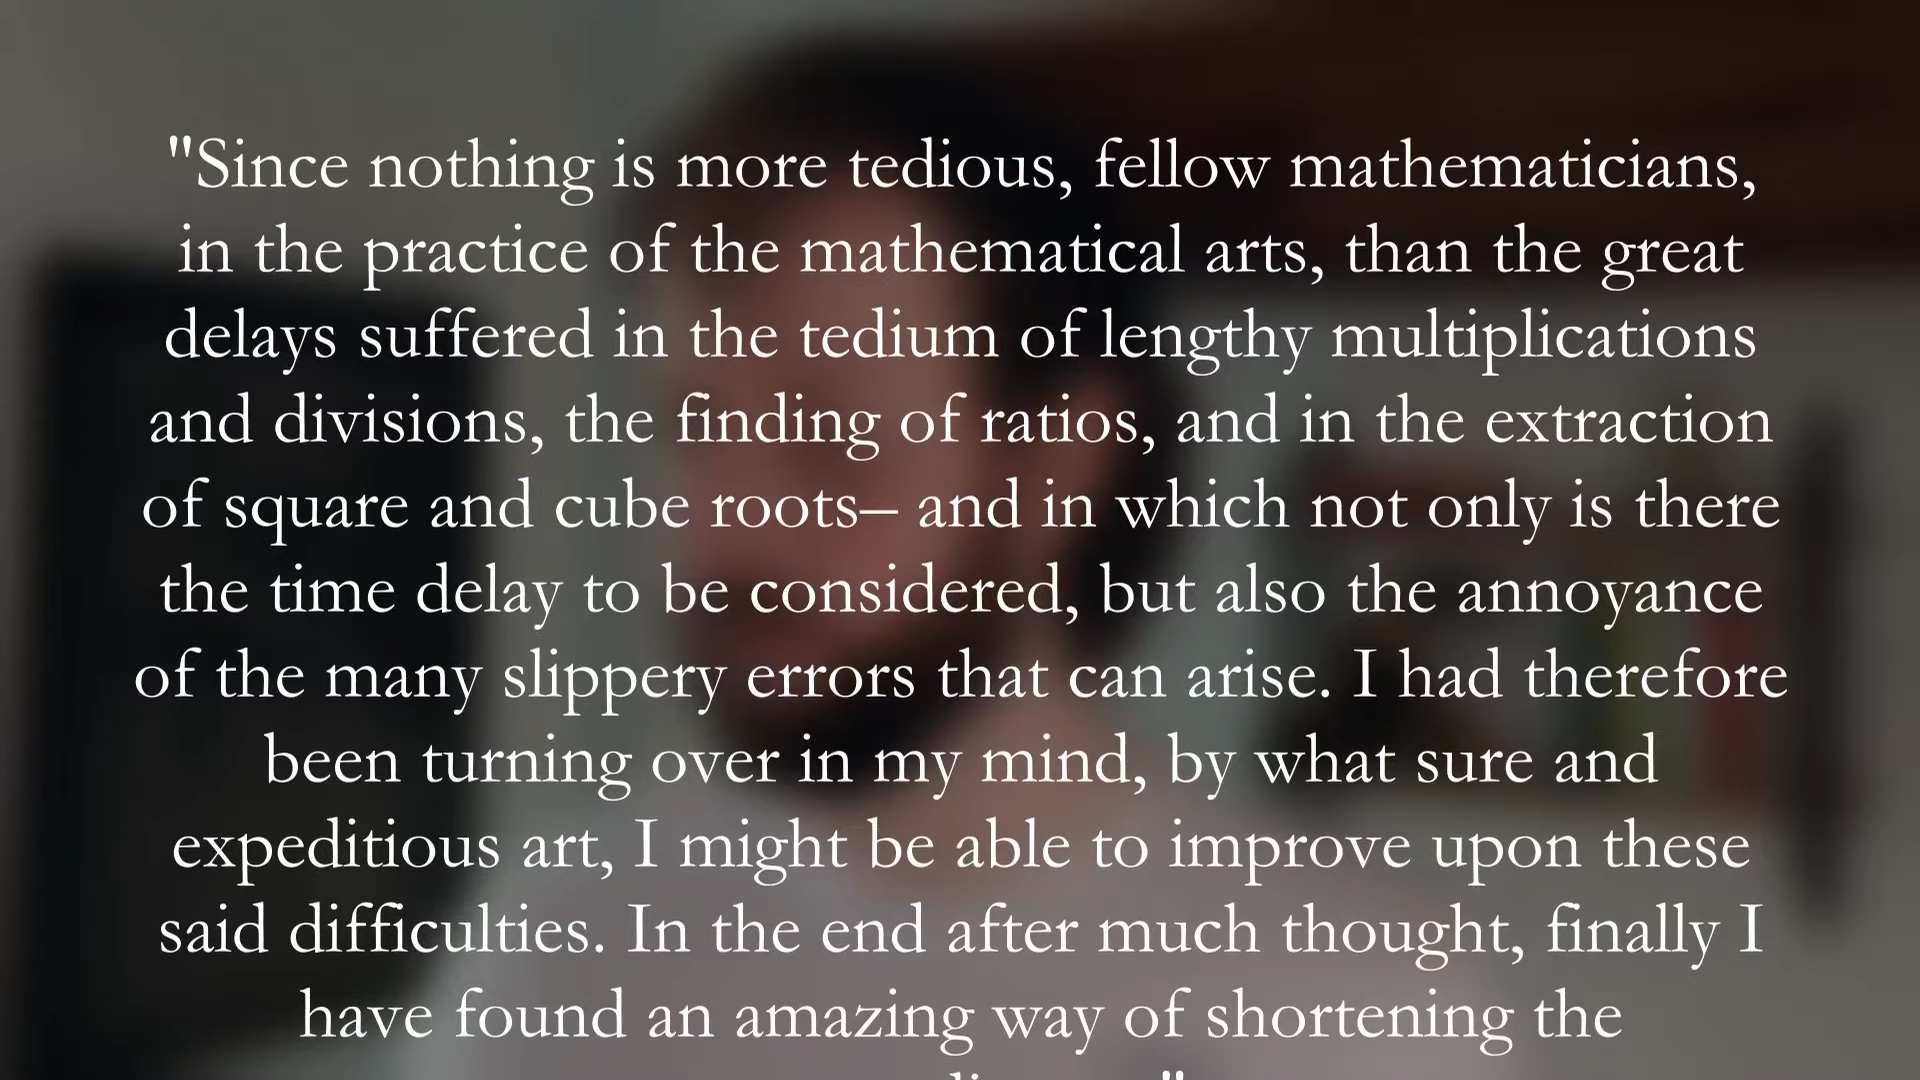 "Since nothing is more tedious, fellow mathematicians,
in the practice of the mathematical arts, than the great
delays suffered in the tedium of lengthy multiplications
and divisions, the finding of ratios, and in the extraction
of square and cube roots– and in which not only is there
the time delay to be considered, but also the annoyance
of the many slippery errors that can arise. I had therefore
been turning over in my mind, by what sure and
expeditious art, I might be able to improve upon these
said difficulties. In the end after much thought, finally I
have found an amazing way of shortening the